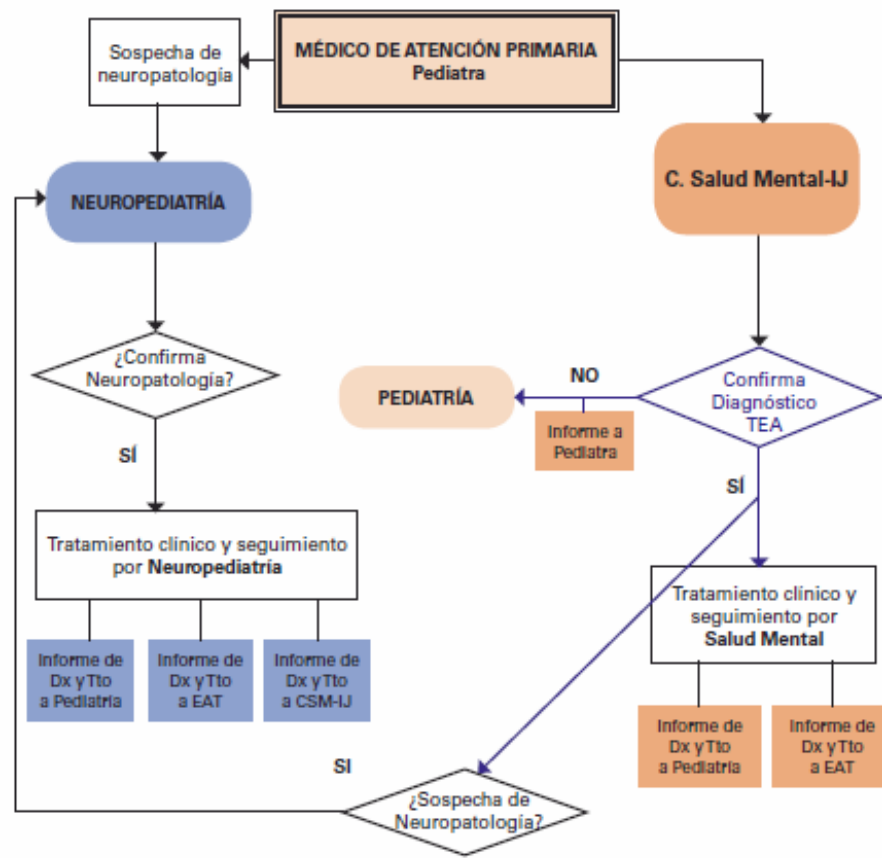 MÉDICO DE ATENCIÓN PRIMARIA
Pediatra
Sospecha de
neuropatología
NEUROPEDIATRÍA
C. Salud Mental-IJ
¿Confirma
Neuropatología?
PEDIATRÍA
NO
Informe a
Pediatra
Confirma
Diagnóstico
TEA
SÍ
SÍ
Tratamiento clínico y seguimiento
por Neuropediatría
Informe de
Dx y Tto
a Pediatría
Informe de
Dx y Tto
a EAT
Informe de
Dx y Tto
a CSM-IJ
Tratamiento clínico y
seguimiento por
Salud Mental
Informe de
Dx y Tto
a Pediatría
Informe de
Dx y Tto
a EAT
SI
¿Sospecha de
Neuropatología?